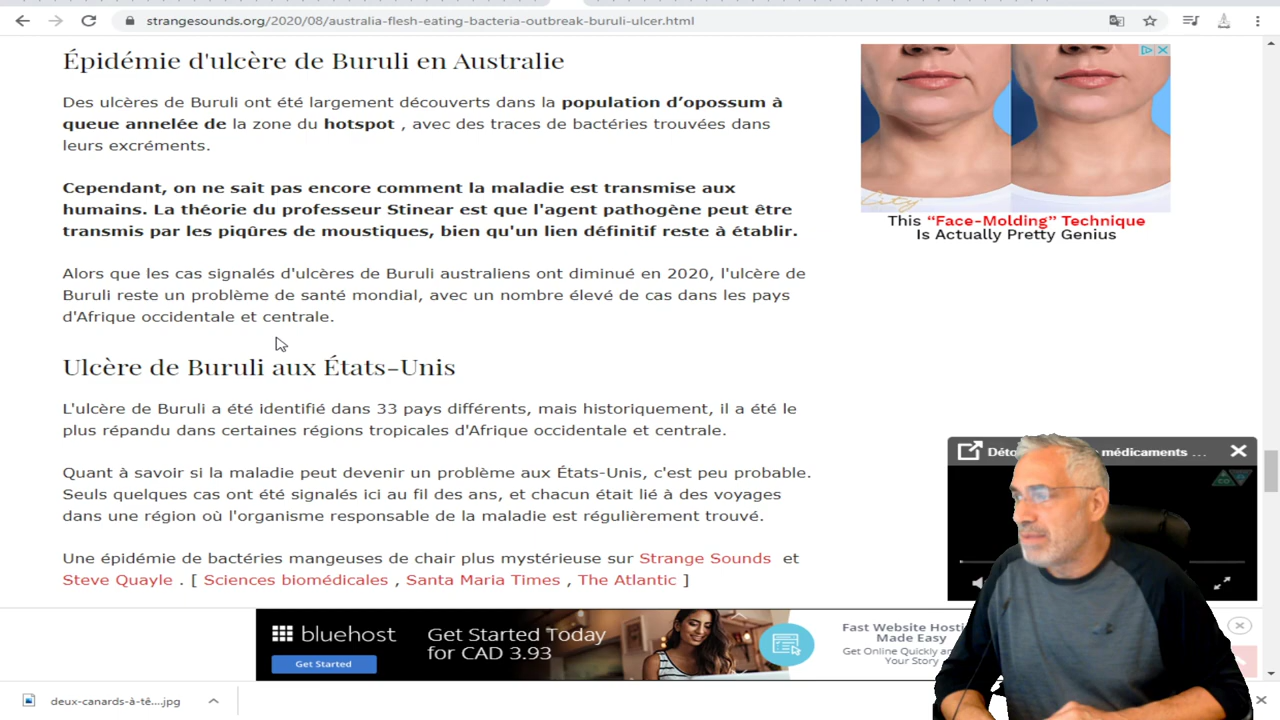 strangesounds.org/2020/08/australia-flesh-eating-bacteria-outbreak-buruli-ulcer.html
Épidémie d'ulcère de Buruli en Australie
Des ulcères de Buruli ont été largement découverts dans la population d’opossum à
queue annelée de la zone du hotspot , avec des traces de bactéries trouvées dans
leurs excréments.
Cependant, on ne sait pas encore comment la maladie est transmise aux
humains. La théorie du professeur Stinear est que l'agent pathogène peut être
transmis par les piqûres de moustiques, bien qu'un lien définitif reste à établir.
Alors que les cas signalés d'ulcères de Buruli australiens ont diminué en 2020, l'ulcère de
Buruli reste un problème de santé mondial, avec un nombre élevé de cas dans les pays
d'Afrique occidentale et centrale.
Ulcère de Buruli aux États-Unis
L'ulcère de Buruli a été identifié dans 33 pays différents, mais historiquement, il a été le
plus répandu dans certaines régions tropicales d'Afrique occidentale et centrale.
Quant à savoir si la maladie peut devenir un problème aux États-Unis, c'est peu probable.
Seuls quelques cas ont été signalés ici au fil des ans, et chacun était lié à des voyages
dans une région où l'organisme responsable de la maladie est régulièrement trouvé.
Une épidémie de bactéries mangeuses de chair plus mystérieuse sur Strange Sounds et
Steve Quayle . [ Sciences biomédicales , Santa Maria Times , The Atlantic ]
City
This “Face-Molding” Technique
Is Actually Pretty Genius
médicaments ...
bluehost
Get Started
Get Started Today
for CAD 3.93
Fast Website
Made Easy
Get Online Quickly
Your Story
deux-canards-à-tê....jpg